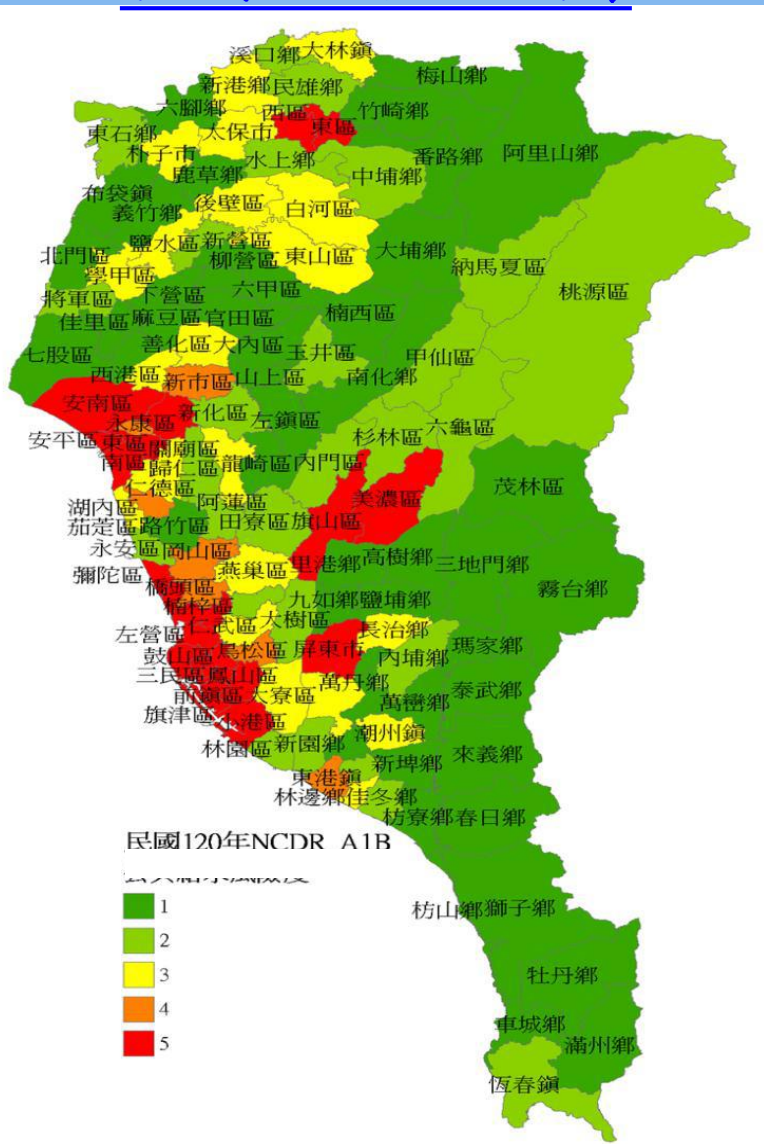 溪口鄉 大林鎮
梅山鄉
新港鄉 民雄鄉
六腳鄉 西區 竹崎鄉
東石鄉 太保市 東區
朴子市 水上鄉 番路鄉 阿里山鄉
鹿草鄉 中埔鄉
布袋鎮
義竹鄉 後壁區 白河區
鹽水區 新營區
北門區 柳營區 東山區 大埔鄉
學甲區 納馬夏區
將軍區 下營區 六甲區 桃源區
佳里區 麻豆區 官田區 楠西區
七股區 善化區 大內區 玉井區 甲仙區
西港區 新市區 山上區 南化鄉
安南區 新化區 左鎮區
永康區 杉林區 六龜區
安平區 東區 關廟區
南區 歸仁區 龍崎區 內門區
仁德區 美濃區 茂林區
湖內區 阿蓮區
茄萣區 路竹區 田寮區 旗山區
永安區 岡山區
彌陀區 燕巢區 里港鄉 高樹鄉 三地門鄉
橋頭區 霧台鄉
楠梓區 九如鄉 鹽埔鄉
左營區 仁武區 大樹區 長治鄉
鼓山區 鳥松區 屏東市 內埔鄉 瑪家鄉
三民區 鳳山區 萬丹鄉
前鎮區 大寮區 萬巒鄉 泰武鄉
旗津區 小港區 潮州鎮
林園區 新園鄉 來義鄉
東港鎮 新埤鄉
林邊鄉 佳冬鄉
枋寮鄉 春日鄉
民國120年NCDR_A1B
1
2
3
4
5
枋山鄉 獅子鄉
牡丹鄉
車城鄉 滿州鄉
恆春鎮